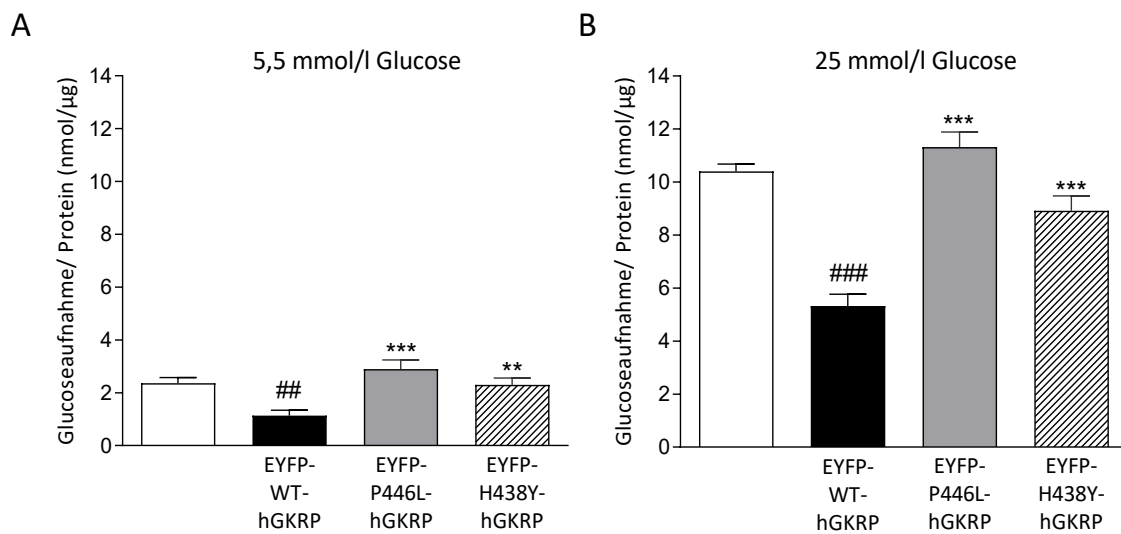 A
5,5 mmol/l Glucose
Glucoseaufnahme/ Protein (nmol/µg)
14
12
10
8
6
4
2
0
##
***
**
EYFP-
WT-
hGKRP
EYFP-
P446L-
hGKRP
EYFP-
H438Y-
hGKRP
B
25 mmol/l Glucose
Glucoseaufnahme/ Protein (nmol/µg)
14
12
10
8
6
4
2
0
###
***
***
EYFP-
WT-
hGKRP
EYFP-
P446L-
hGKRP
EYFP-
H438Y-
hGKRP